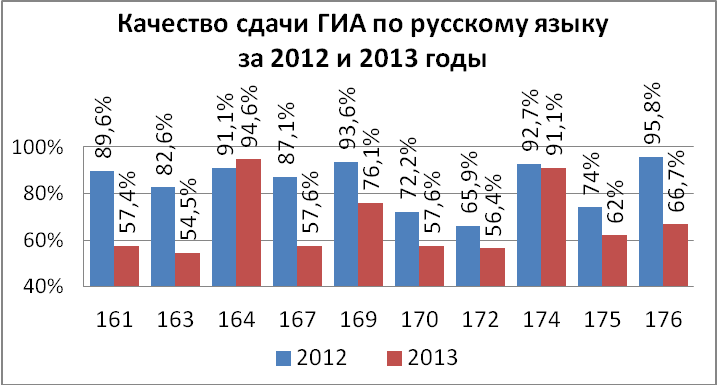 Качество сдачи ГИА по русскому языку
за 2012 и 2013 годы
89,6% 57,4% 82,6% 54,5% 91,1% 94,6% 87,1% 57,6% 93,6% 76,1% 72,2% 57,6% 65,9% 56,4% 92,7% 91,1% 74% 62% 95,8% 66,7%
100%
80%
60%
40%
161 163 164 167 169 170 172 174 175 176
2012 2013